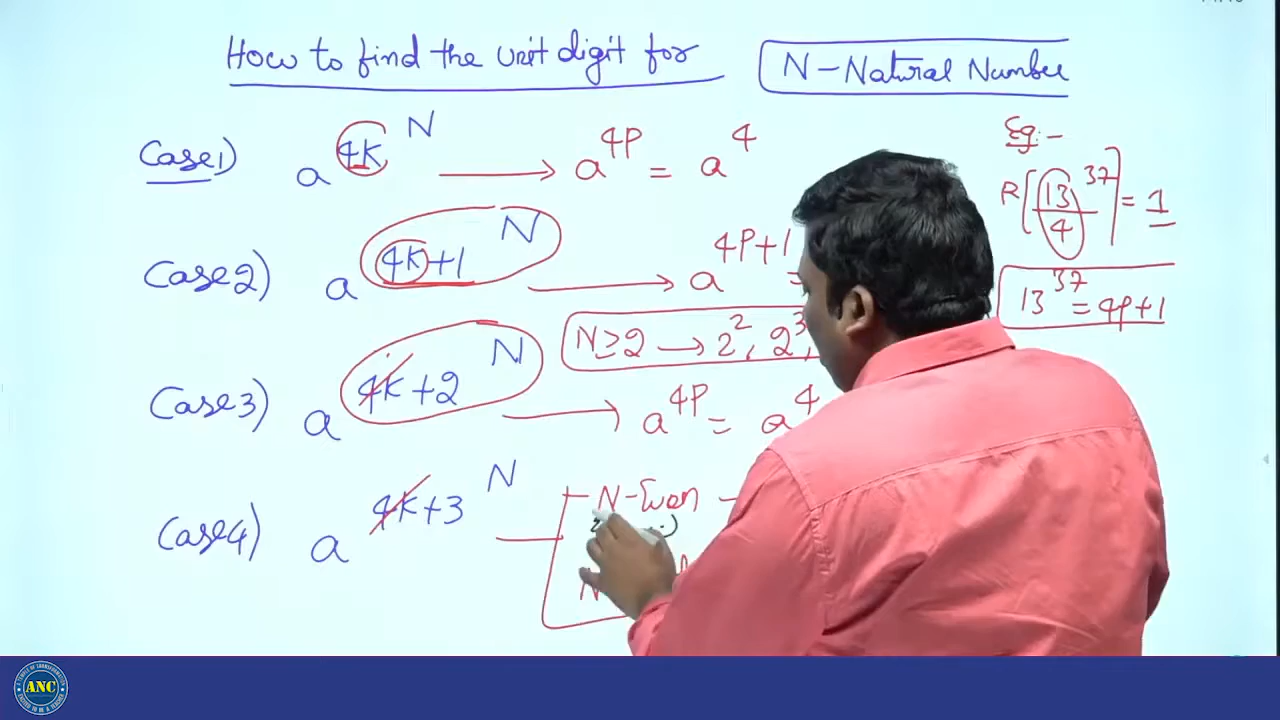 How to find the unit digit for
N - Natural Number
Case1) a^4K^N → a^4P = a^4
Eg:-
R[13/4]^37 = 1
Case2) a^(4K+1)^N → a^4P+1 =
13^37 = 4P+1
N≥2 → 2^2, 2^3,
Case3) a^(4K+2)^N → a^4P = a^4
Case4) a^(4K+3)^N
N-Even -
N
ANC